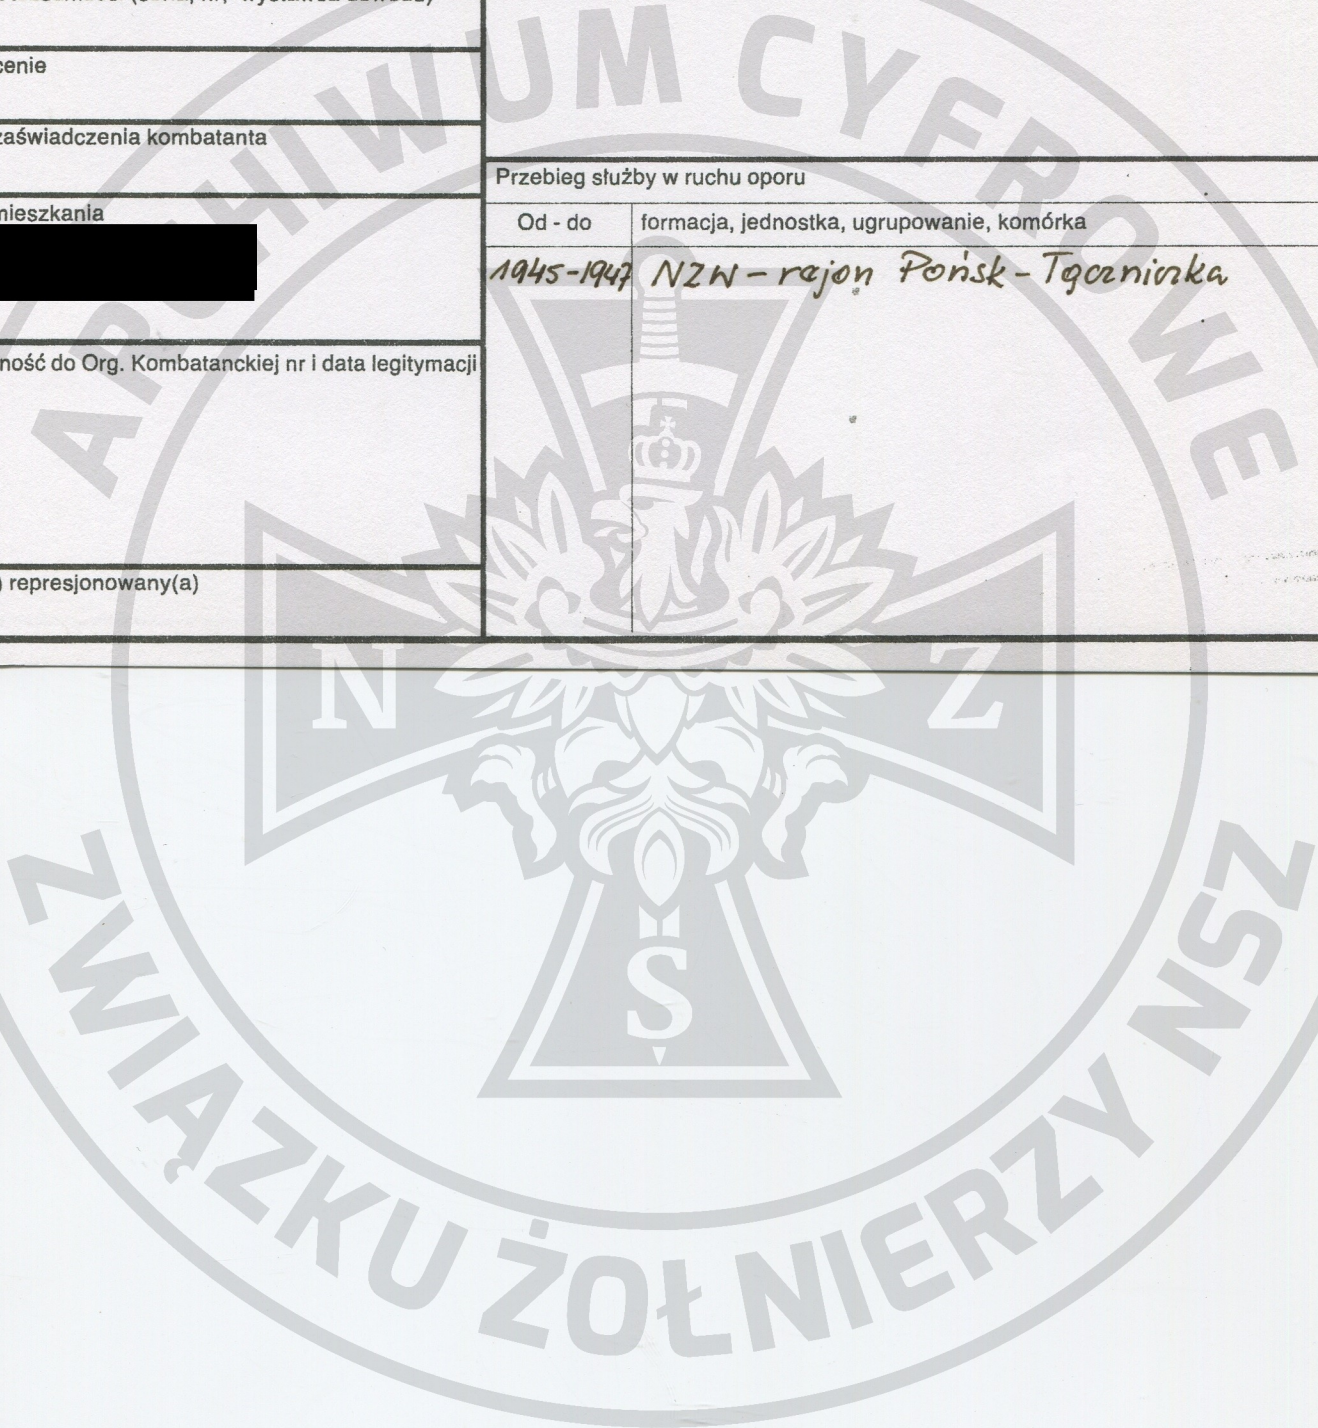 cenie
zaświadczenia kombatanta
mieszkania
ność do Org. Kombatanckiej nr i data legitymacji
) represjonowany(a)
Przebieg służby w ruchu oporu
Od - do formacja, jednostka, ugrupowanie, komórka
1945-1947 NZW - rejon Pońsk - Łączniczka
ARCHIWUM CYFROWE
N Z
S
ZWIĄZKU ŻOŁNIERZY NSZ